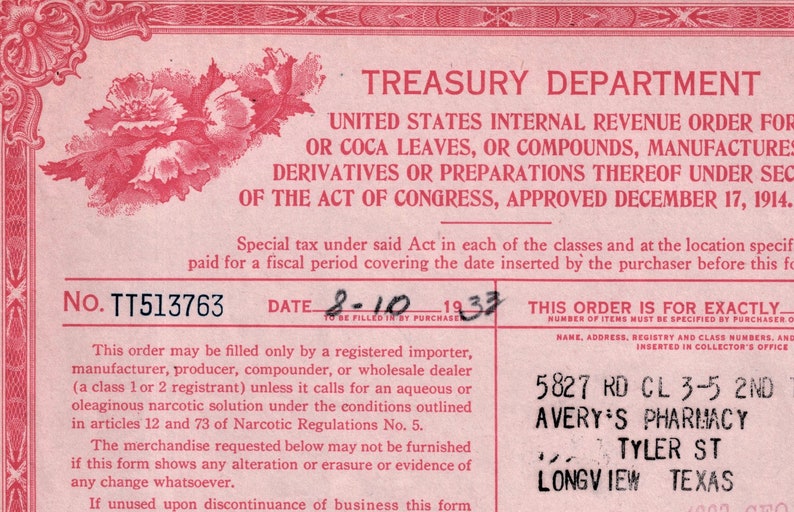 TREASURY DEPARTMENT
UNITED STATES INTERNAL REVENUE ORDER FOR
OR COCA LEAVES, OR COMPOUNDS, MANUFACTURES
DERIVATIVES OR PREPARATIONS THEREOF UNDER SEC
OF THE ACT OF CONGRESS, APPROVED DECEMBER 17, 1914.
Special tax under said Act in each of the classes and at the location specif
paid for a fiscal period covering the date inserted by the purchaser before this fo
No. TT513763 DATE 8-10 1933
TO BE FILLED IN BY PURCHASER
THIS ORDER IS FOR EXACTLY
NUMBER OF ITEMS MUST BE SPECIFIED BY PURCHASER O
NAME, ADDRESS, REGISTRY AND CLASS NUMBERS, AND
INSERTED IN COLLECTOR'S OFFICE
This order may be filled only by a registered importer,
manufacturer, producer, compounder, or wholesale dealer
(a class 1 or 2 registrant) unless it calls for an aqueous or
oleaginous narcotic solution under the conditions outlined
in articles 12 and 73 of Narcotic Regulations No. 5.
The merchandise requested below may not be furnished
if this form shows any alteration or erasure or evidence of
any change whatsoever.
If unused upon discontinuance of business this form
5827 RD CL 3-5 2ND
AVERY'S PHARMACY
TYLER ST
LONGVIEW TEXAS